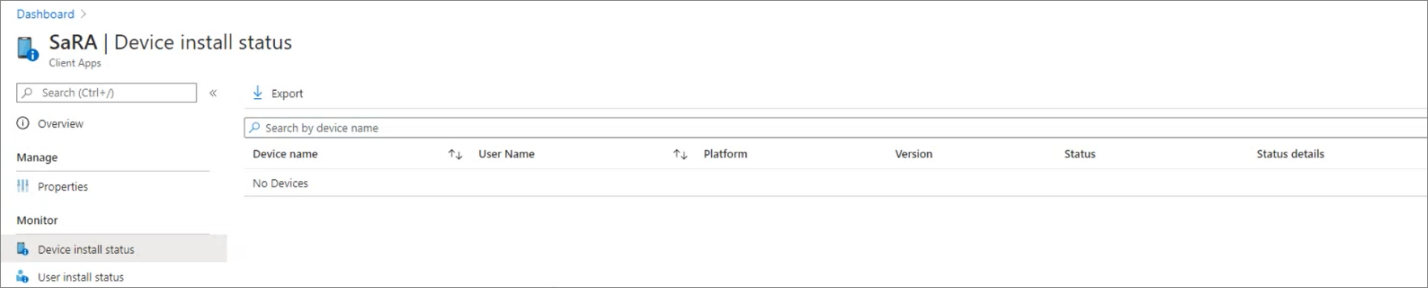 Dashboard >
SaRA | Device install status
Client Apps
Search (Ctrl+/) «
Overview
Manage
Properties
Monitor
Device install status
User install status
Export
Search by device name
Device name ↑↓ User Name ↑↓ Platform Version Status Status details
No Devices